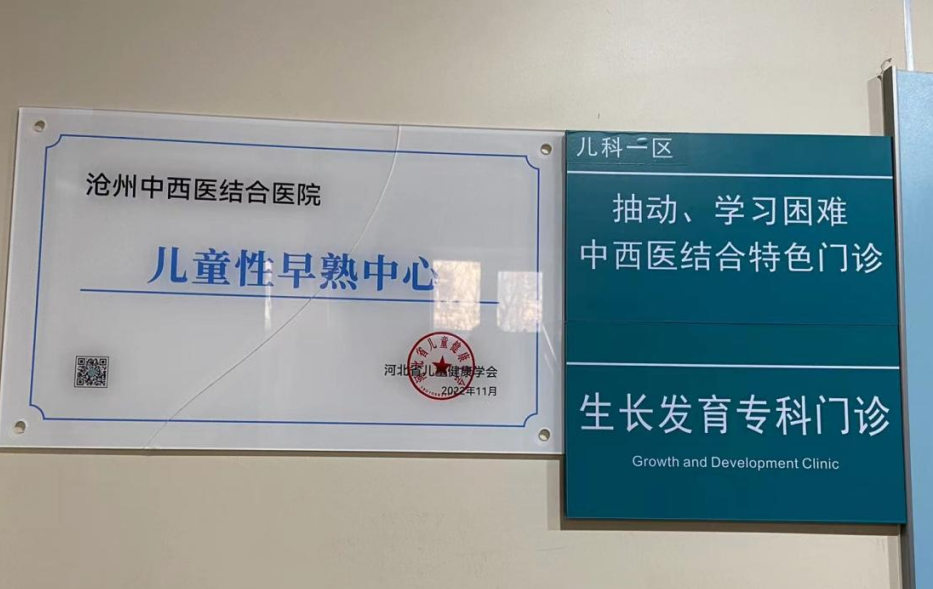 沧州中西医结合医院
儿童性早熟中心
河北省儿童健康学会
2022年11月
儿科一区
抽动、学习困难
中西医结合特色门诊
生长发育专科门诊
Growth and Development Clinic